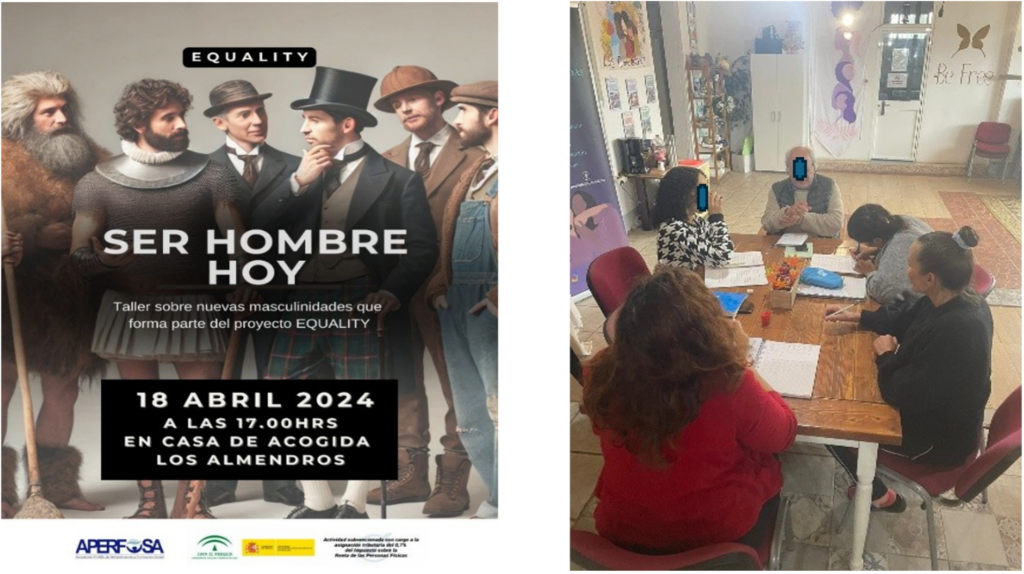 EQUALITY
SER HOMBRE
HOY
Taller sobre nuevas masculinidades que
forma parte del proyecto EQUALITY
18 ABRIL 2024
A LAS 17.00HRS
EN CASA DE ACOGIDA
LOS ALMENDROS
APERFOSA
Actividad subvencionada con cargo a la
asignación tributaria del 0,7%
del Impuesto sobre la
Renta de las Personas Físicas
Be Free